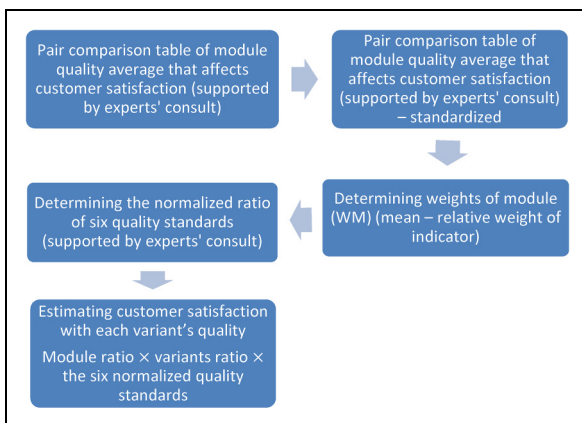 Pair comparison table of module
quality average that affects
customer satisfaction (supported
by experts' consult)
Pair comparison table of
module quality average that
affects customer satisfaction
(supported by experts' consult)
– standardized
Determining weights of module
(WM) (mean – relative weight of
indicator)
Determining the normalized ratio
of six quality standards
(supported by experts' consult)
Estimating customer satisfaction
with each variant’s quality
Module ratio × variants ratio ×
the six normalized quality
standards